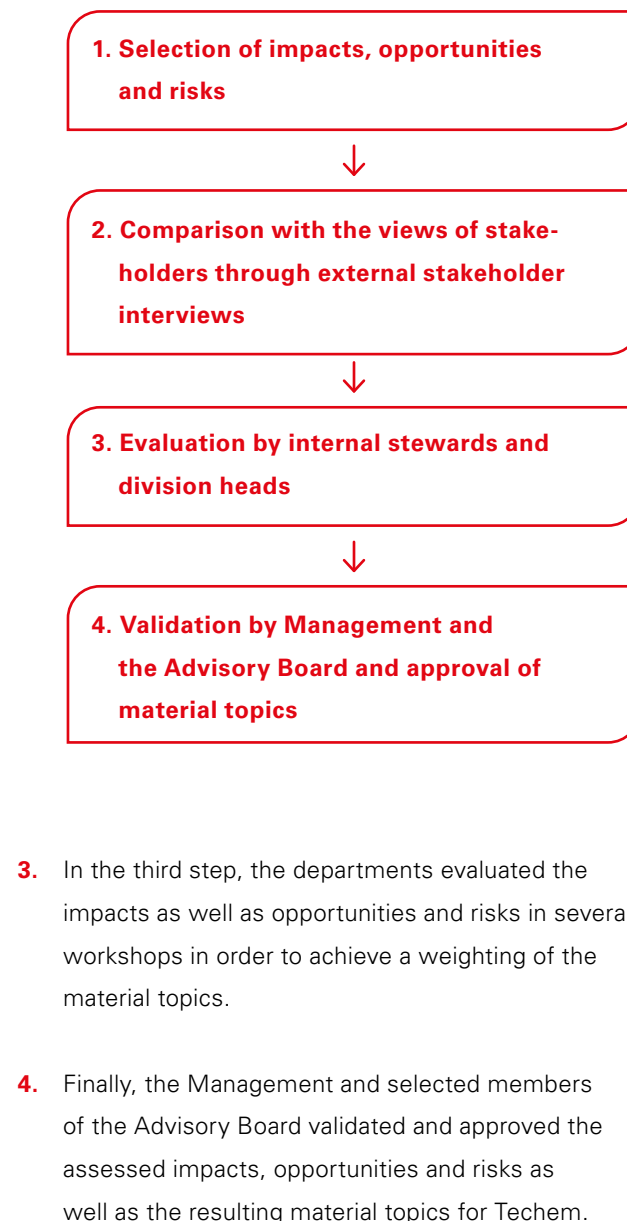 1. Selection of impacts, opportunities
and risks
2. Comparison with the views of stake-
holders through external stakeholder
interviews
3. Evaluation by internal stewards and
division heads
4. Validation by Management and
the Advisory Board and approval of
material topics
3. In the third step, the departments evaluated the
impacts as well as opportunities and risks in severa
workshops in order to achieve a weighting of the
material topics.
4. Finally, the Management and selected members
of the Advisory Board validated and approved the
assessed impacts, opportunities and risks as
well as the resulting material topics for Techem.